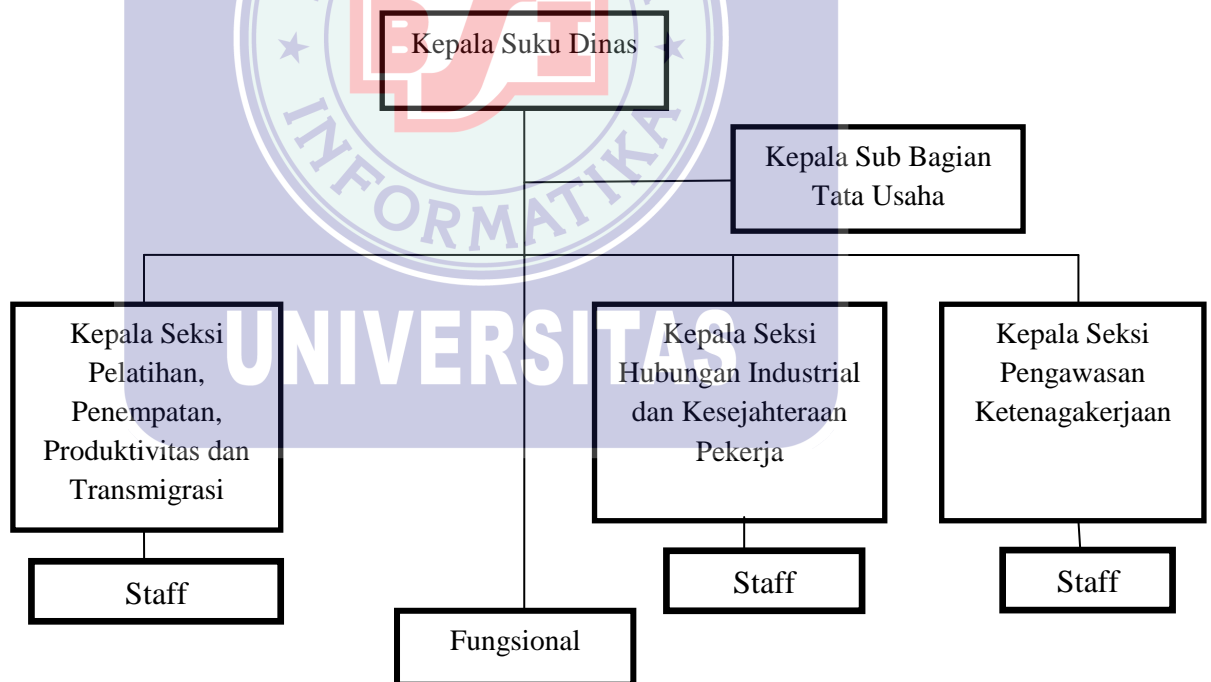 Kepala Suku Dinas
BSI
INFORMATIKA
Kepala Sub Bagian
Tata Usaha
UNIVERSITAS
Kepala Seksi
Pelatihan,
Penempatan,
Produktivitas dan
Transmigrasi
Kepala Seksi
Hubungan Industrial
dan Kesejahteraan
Pekerja
Kepala Seksi
Pengawasan
Ketenagakerjaan
Staff
Staff
Staff
Fungsional